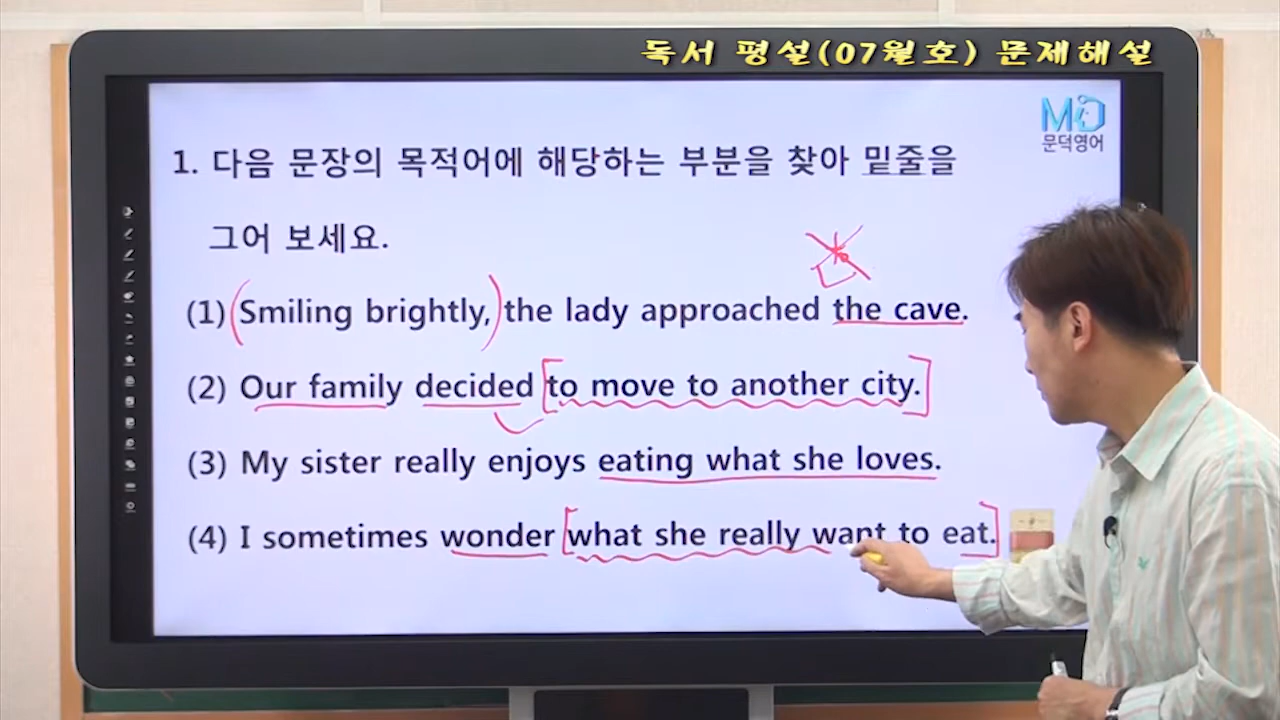 독서 평설(07월호) 문제해설
MD
문덕영어
1. 다음 문장의 목적어에 해당하는 부분을 찾아 밑줄을
그어 보세요.
(1) Smiling brightly, the lady approached the cave.
(2) Our family decided to move to another city.
(3) My sister really enjoys eating what she loves.
(4) I sometimes wonder what she really want to eat.